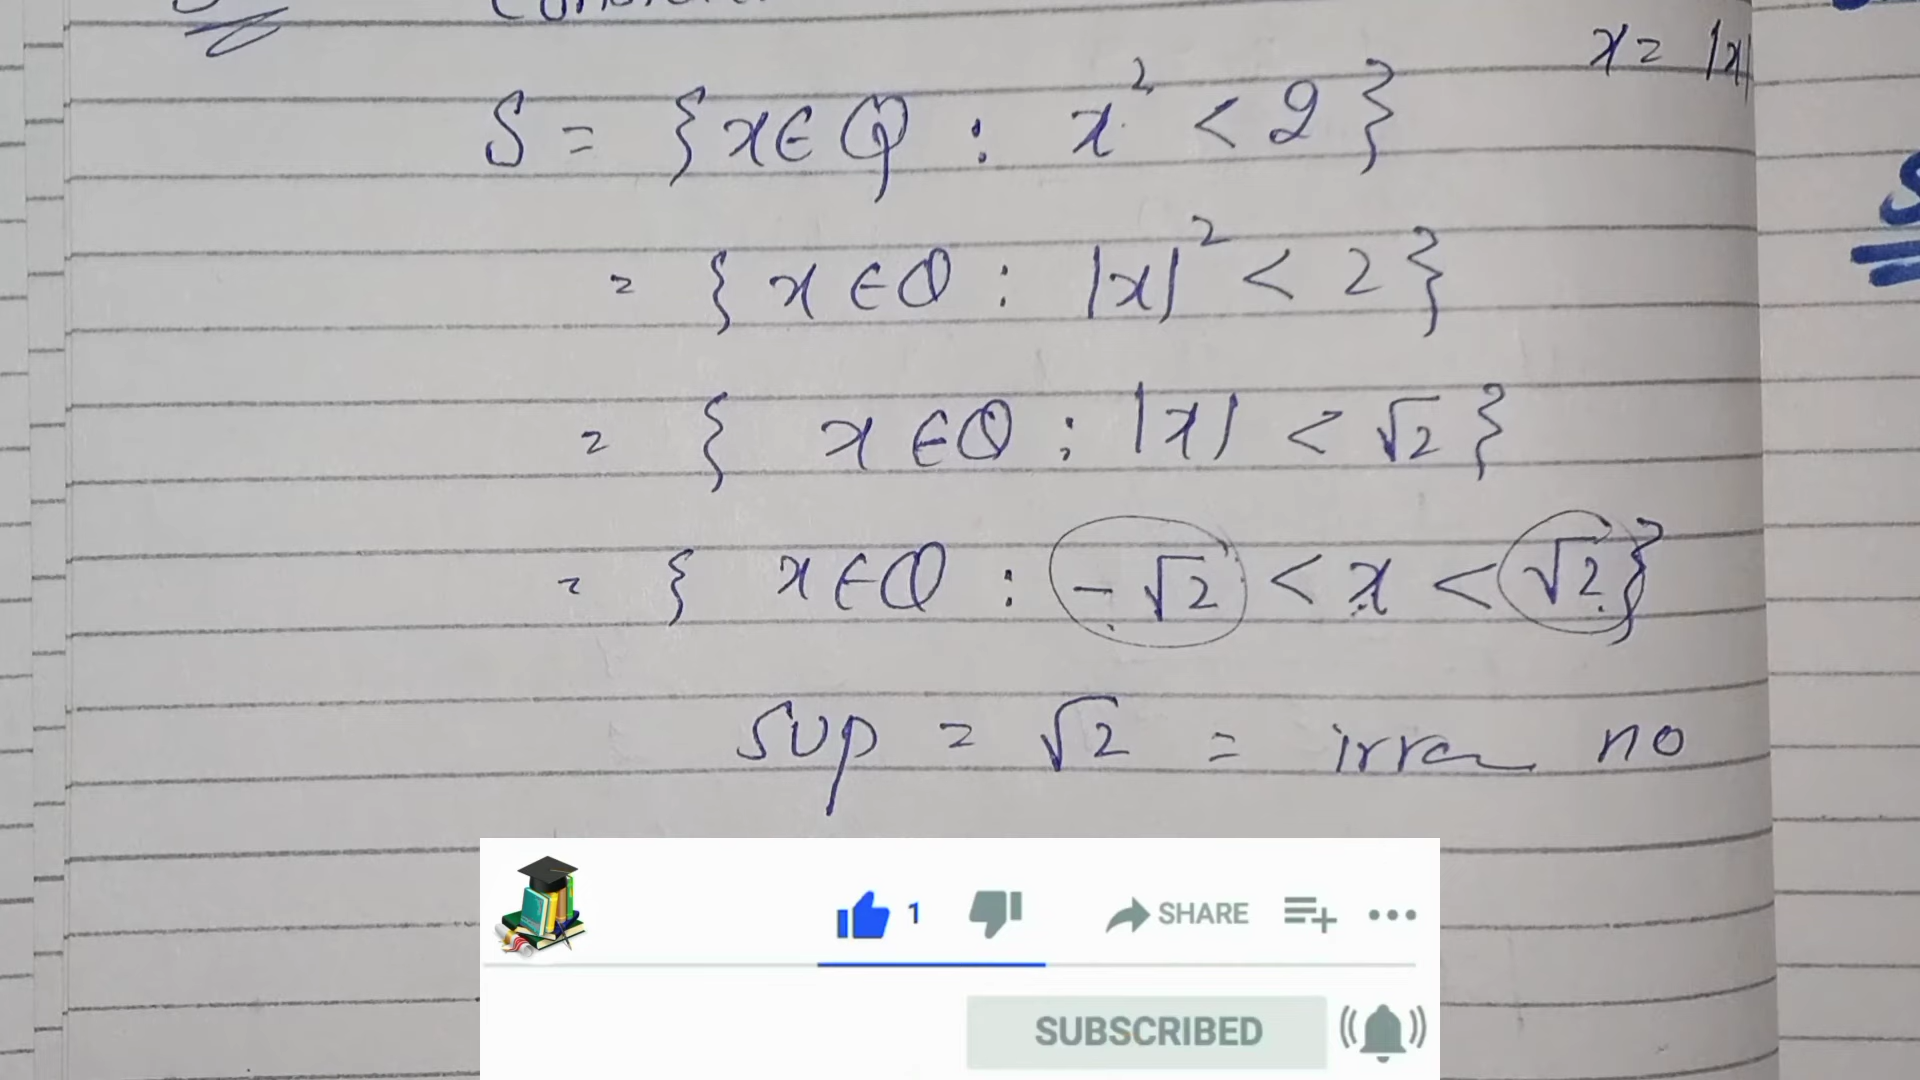 x = |x|
S = {x ∈ Q : x² < 2}
= {x ∈ Q : |x|² < 2}
= {x ∈ Q : |x| < √2}
= {x ∈ Q : -√2 < x < √2}
sup = √2 = irra no
1 SHARE
SUBSCRIBED